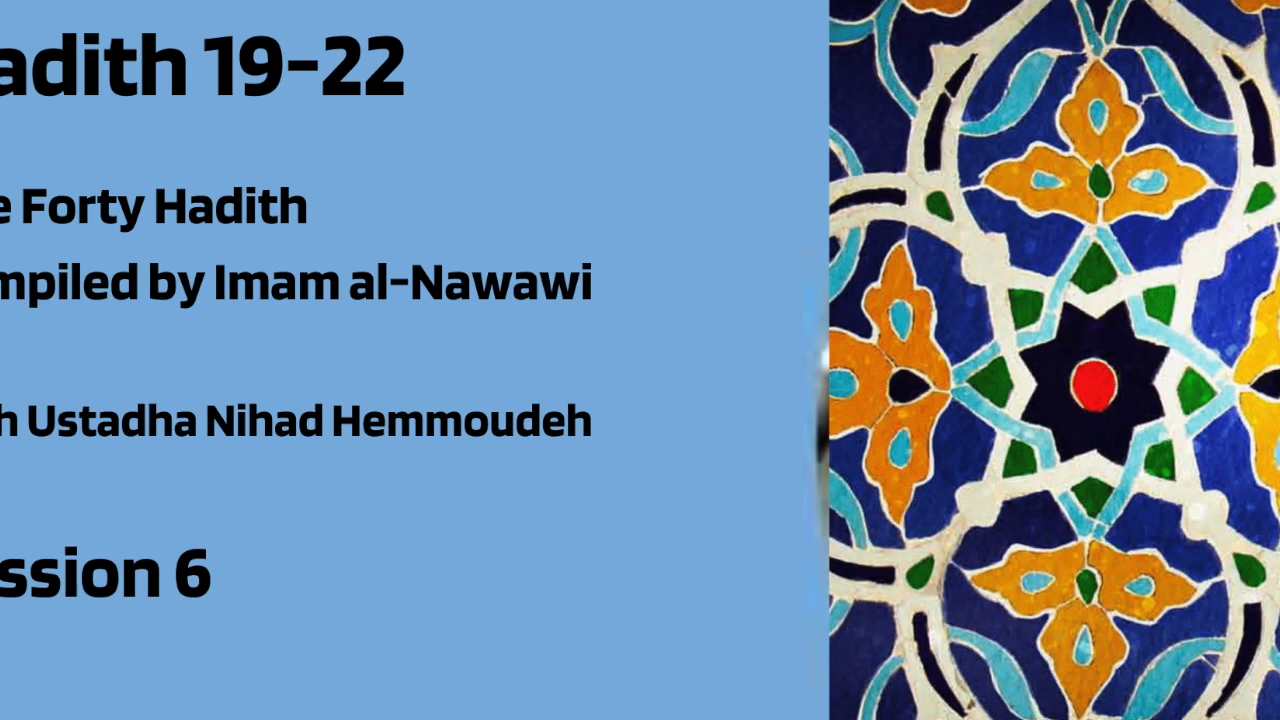 adith 19-22
e Forty Hadith
mpiled by Imam al-Nawawi
h Ustadha Nihad Hemmoudeh
ssion 6